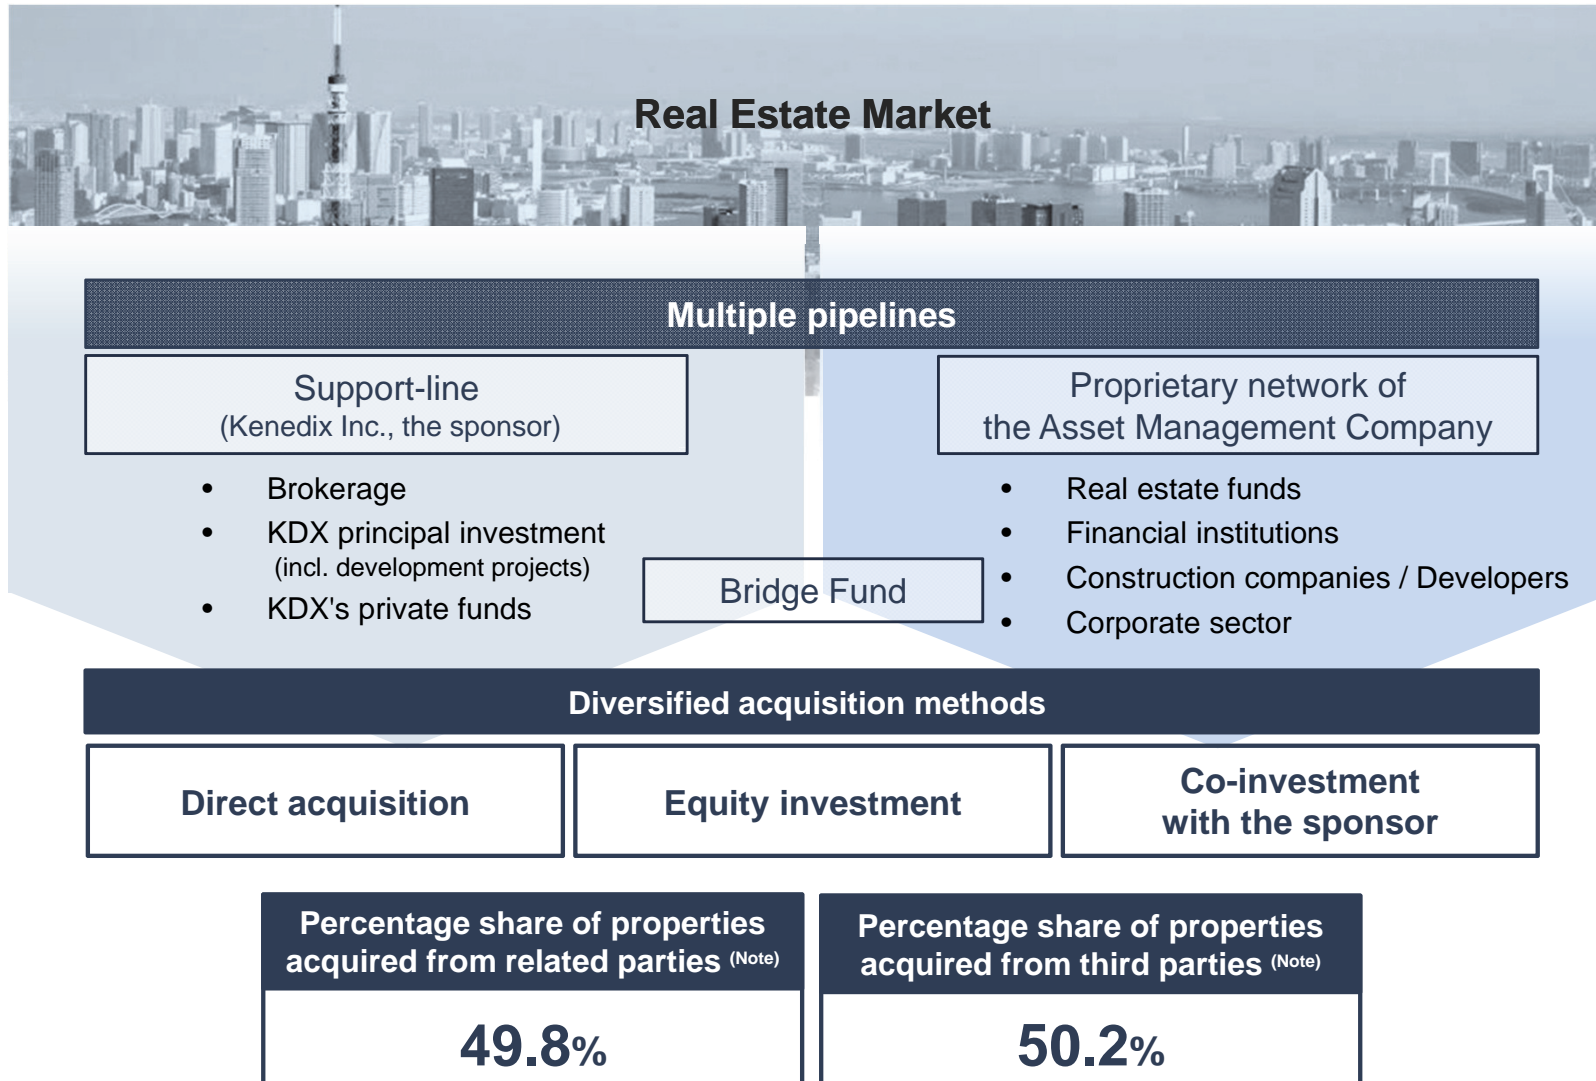 Real Estate Market
Multiple pipelines
Support-line
(Kenedix Inc., the sponsor)
• Brokerage
• KDX principal investment
(incl. development projects)
• KDX's private funds
Bridge Fund
Proprietary network of
the Asset Management Company
• Real estate funds
• Financial institutions
• Construction companies / Developers
• Corporate sector
Diversified acquisition methods
Direct acquisition
Equity investment
Co-investment
with the sponsor
Percentage share of properties
acquired from related parties (Note)
49.8%
Percentage share of properties
acquired from third parties (Note)
50.2%